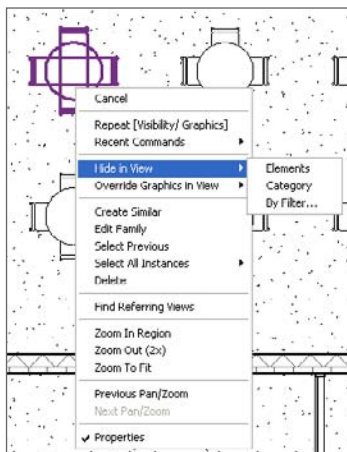 Cancel
Repeat [Visibility/ Graphics]
Recent Commands
Hide in View
Override Graphics in View
Create Similar
Edit Family
Select Previous
Select All Instances
Delete
Find Referring Views
Zoom In Region
Zoom Out (2x)
Zoom To Fit
Previous Pan/Zoom
Next Pan/Zoom
Properties
Elements
Category
By Filter...